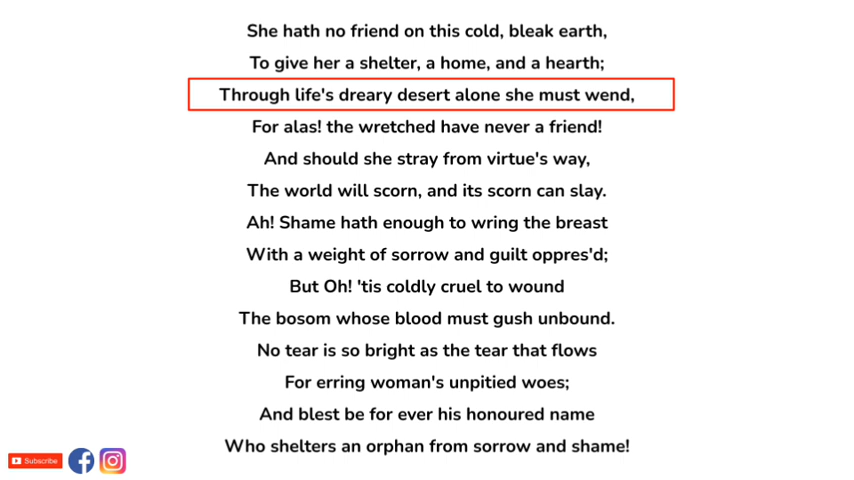 She hath no friend on this cold, bleak earth,
To give her a shelter, a home, and a hearth;
Through life's dreary desert alone she must wend,
For alas! the wretched have never a friend!
And should she stray from virtue's way,
The world will scorn, and its scorn can slay.
Ah! Shame hath enough to wring the breast
With a weight of sorrow and guilt oppres'd;
But Oh! 'tis coldly cruel to wound
The bosom whose blood must gush unbound.
No tear is so bright as the tear that flows
For erring woman's unpitied woes;
And blest be for ever his honoured name
Who shelters an orphan from sorrow and shame!
Subscribe